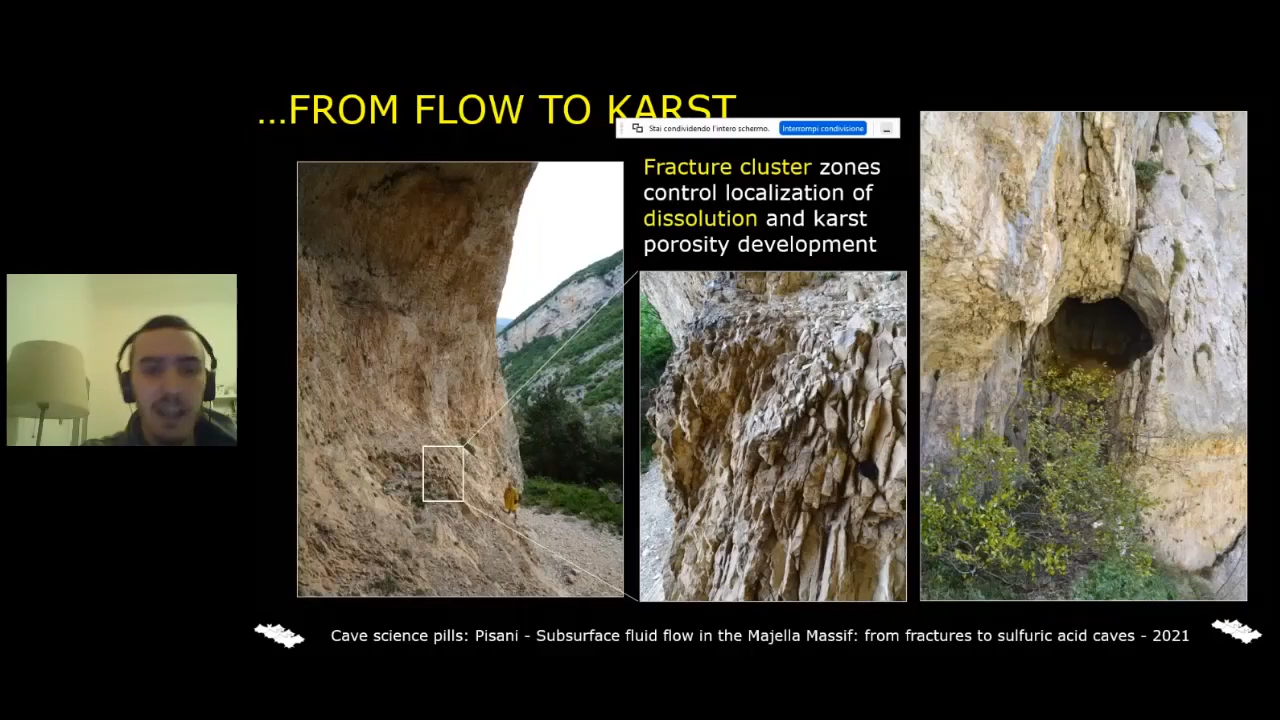 ...FROM FLOW TO KARST
Stai condividendo l'intero schermo. Interrompi condivisione
Fracture cluster zones
control localization of
dissolution and karst
porosity development
Cave science pills: Pisani - Subsurface fluid flow in the Majella Massif: from fractures to sulfuric acid caves - 2021